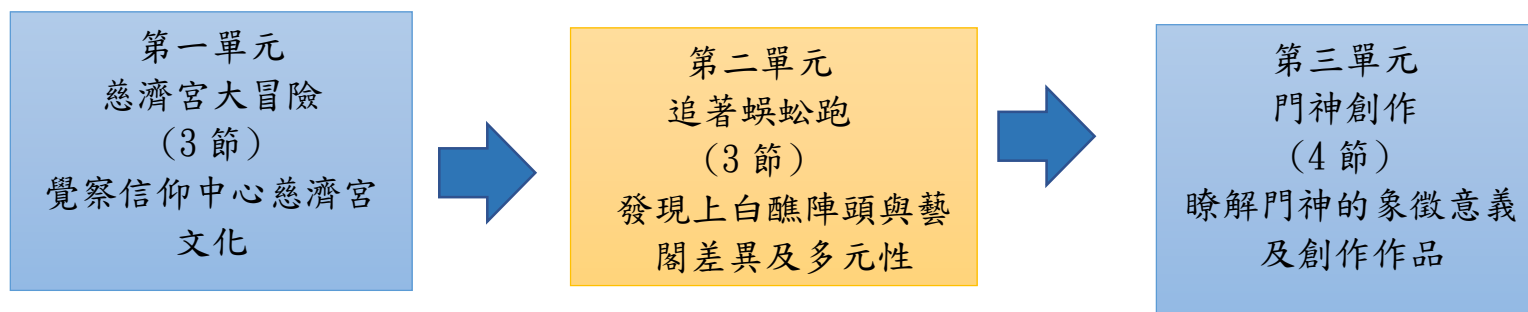 第一單元
慈濟宮大冒險
(3 節)
覺察信仰中心慈濟宮
文化
第二單元
追著蜈蚣跑
(3 節)
發現上白醮陣頭與藝
閣差異及多元性
第三單元
門神創作
(4 節)
瞭解門神的象徵意義
及創作作品